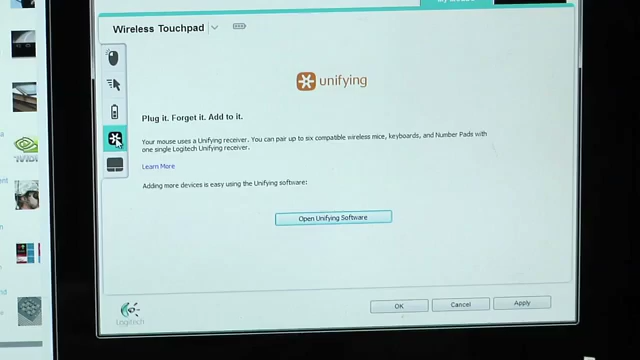 Wireless Touchpad
unifying
Plug it. Forget it. Add to it.
Your mouse uses a Unifying receiver. You can pair up to six compatible wireless mice, keyboards, and Number Pads with
one single Logitech Unifying receiver.
Learn More
Adding more devices is easy using the Unifying software:
Open Unifying Software
Logitech
OK
Cancel
Apply